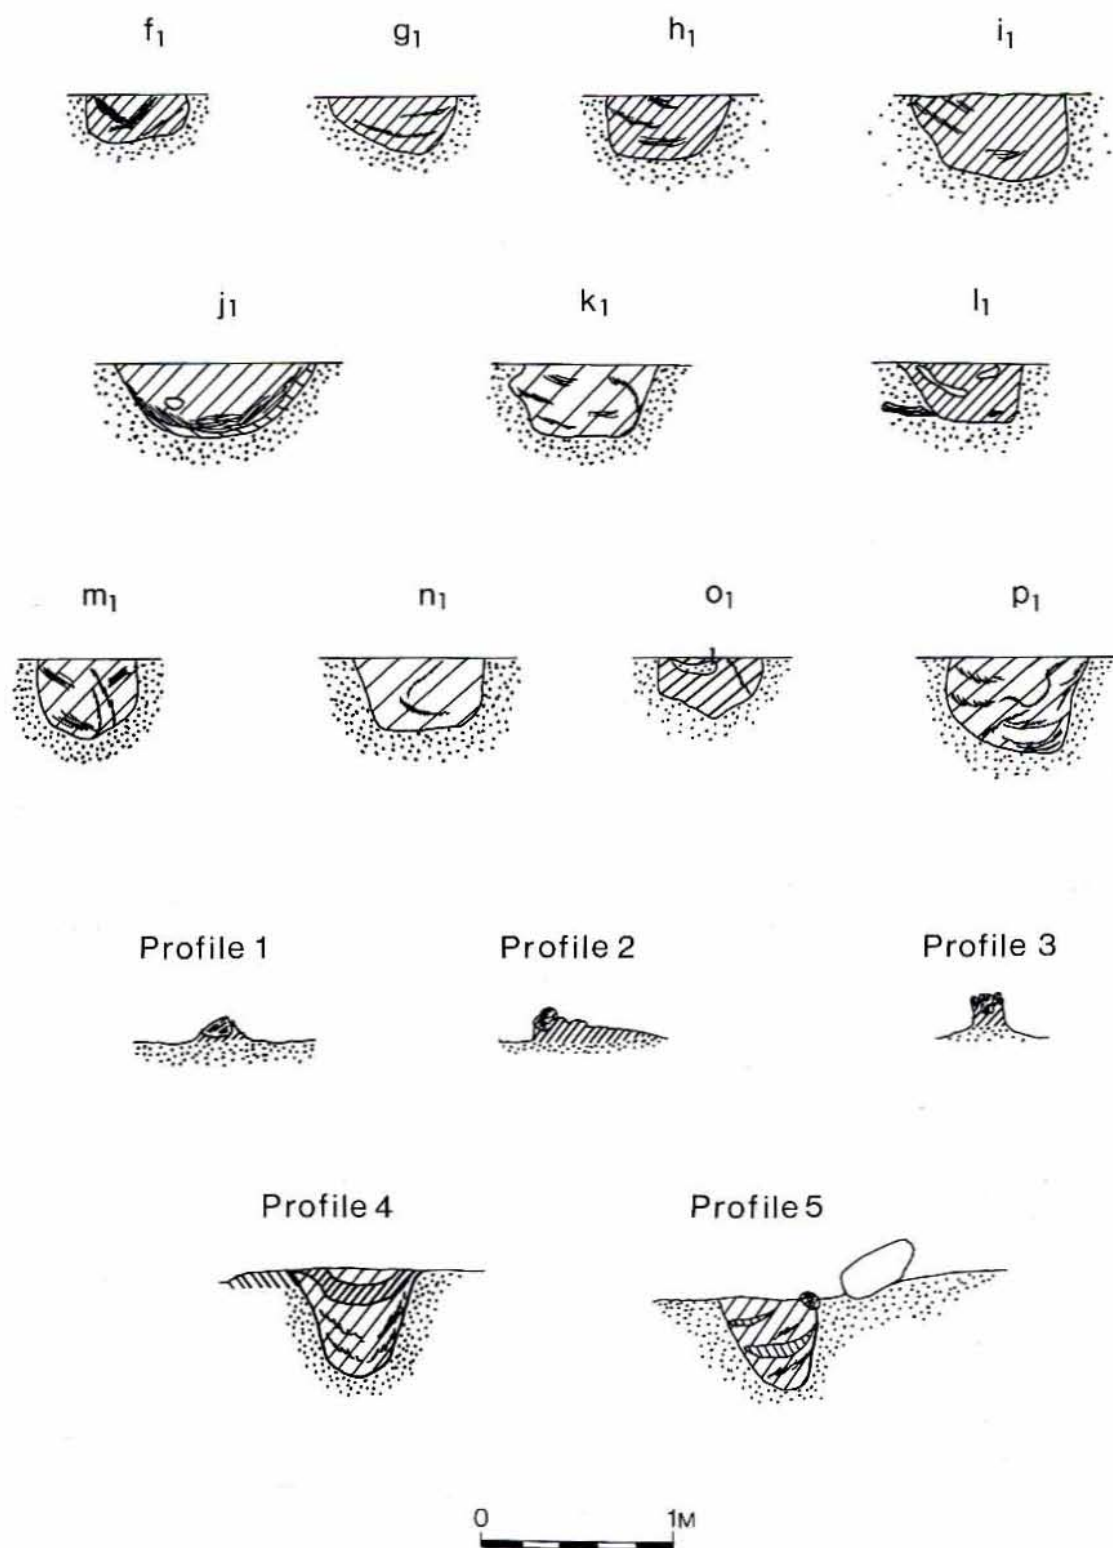 f₁ g₁ h₁ i₁
j₁ k₁ l₁
m₁ n₁ o₁ p₁
1
Profile 1 Profile 2 Profile 3
Profile 4 Profile 5
0 1M